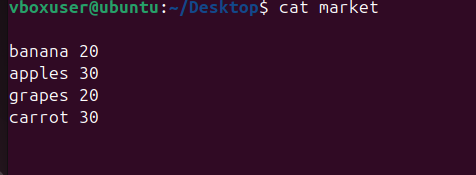 vboxuser@ubuntu:~/Desktop$ cat market
banana 20
apples 30
grapes 20
carrot 30